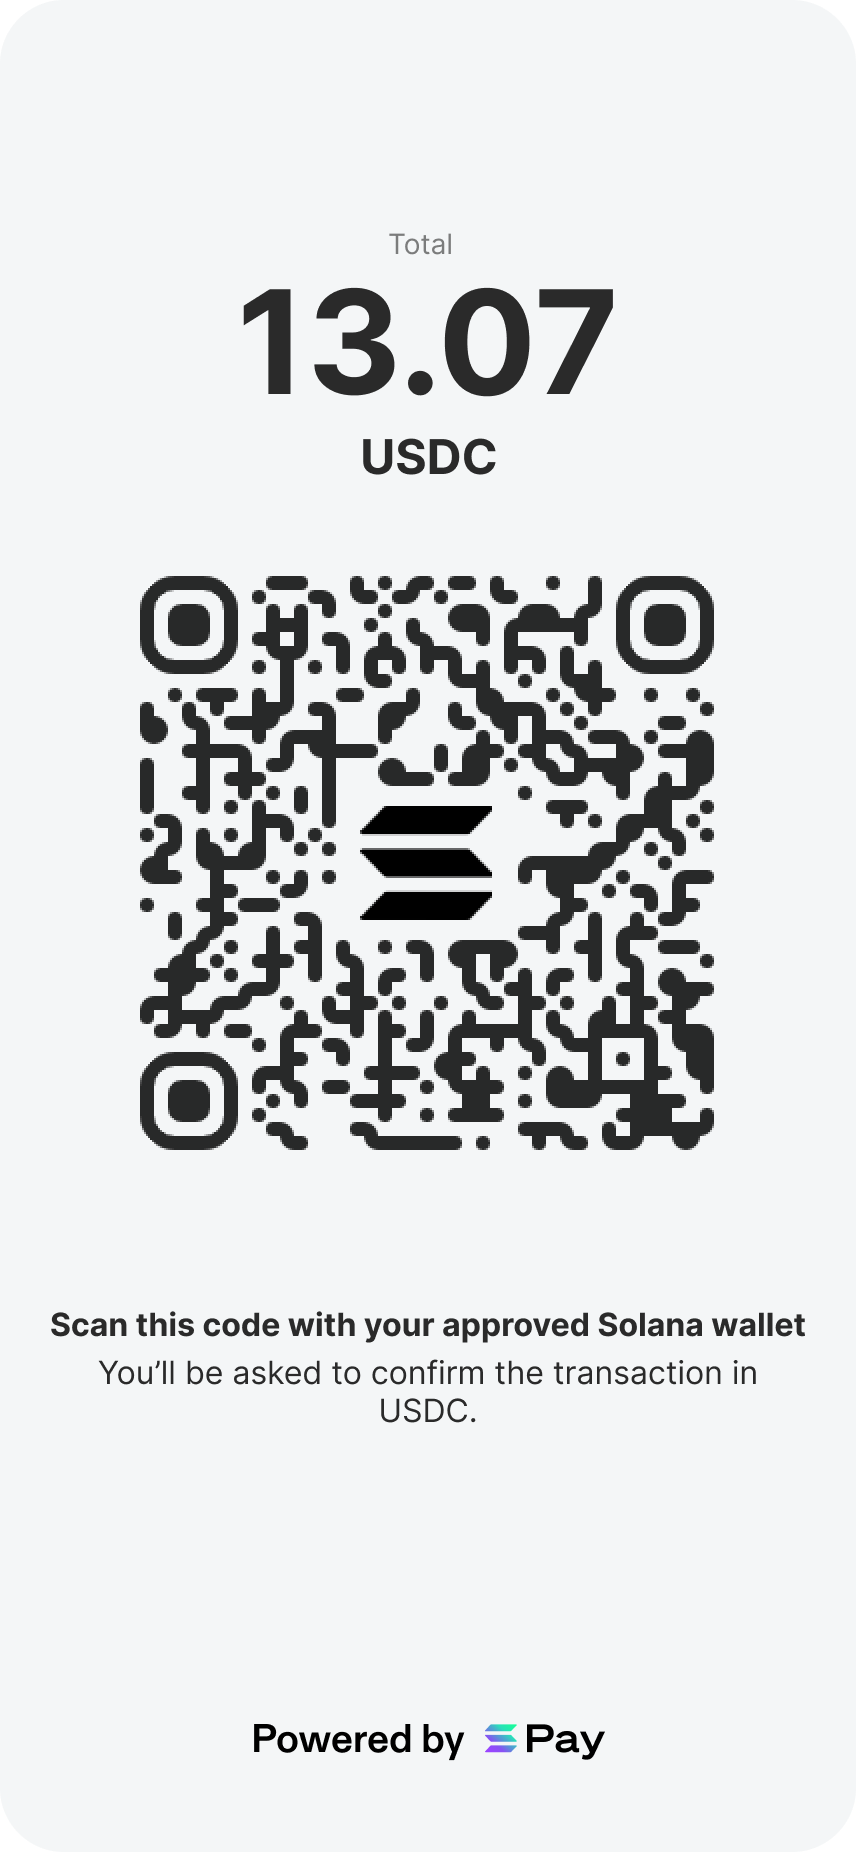 Total
13.07
USDC
Scan this code with your approved Solana wallet
You’ll be asked to confirm the transaction in
USDC.
Powered by Pay